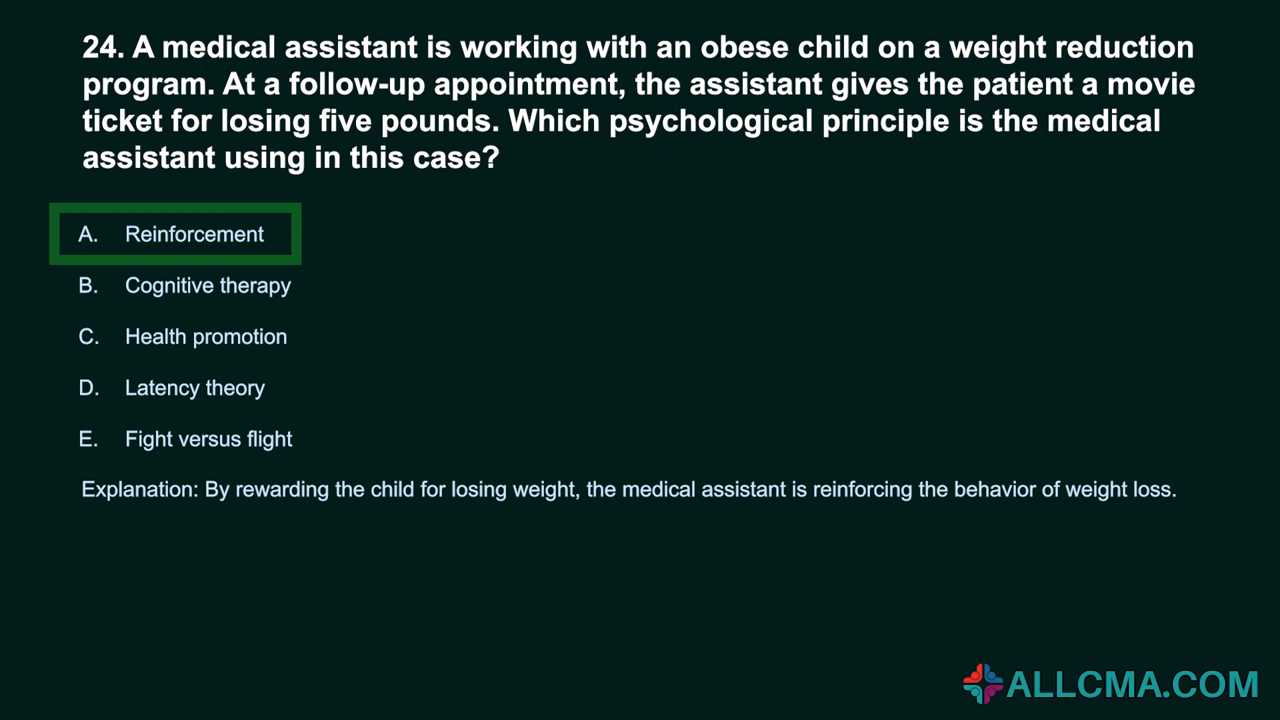 24. A medical assistant is working with an obese child on a weight reduction
program. At a follow-up appointment, the assistant gives the patient a movie
ticket for losing five pounds. Which psychological principle is the medical
assistant using in this case?
A. Reinforcement
B. Cognitive therapy
C. Health promotion
D. Latency theory
E. Fight versus flight
Explanation: By rewarding the child for losing weight, the medical assistant is reinforcing the behavior of weight loss.
ALLCMA.COM